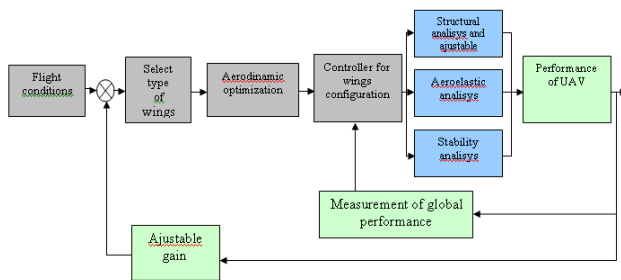 Flight
conditions
Select
type
of
wings
Aerodinamic
optimization
Controller for
wings
configuration
Structural
analisys and
ajustable
Aeroelastic
analisys
Stability
analisys
Performance
of UAV
Measurement of global
performance
Ajustable
gain